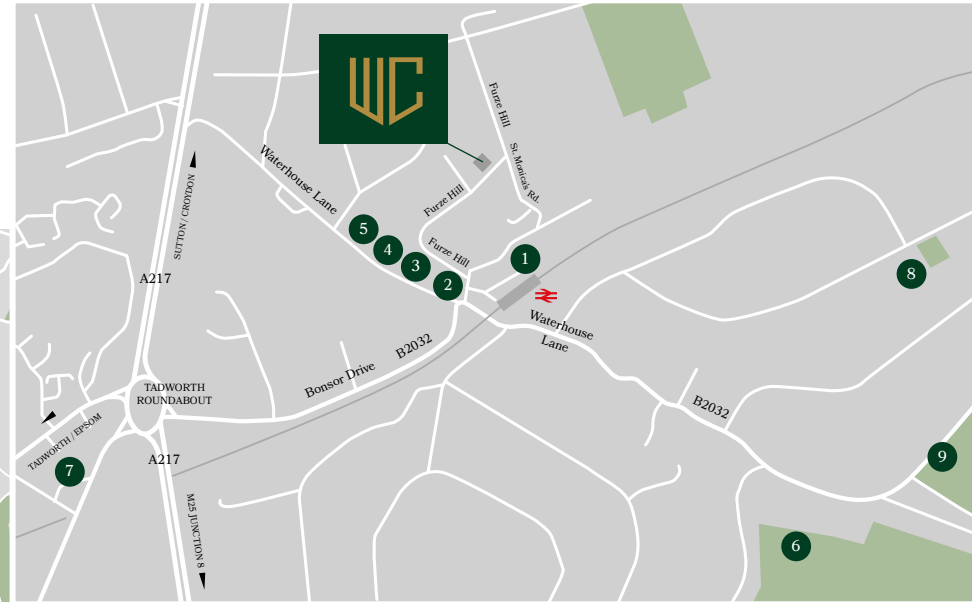 WC
Furze Hill
St. Monica's Rd.
Waterhouse Lane
SUTTON / CROYDON
Furze Hill
5
4
3
2
Furze Hill
1
8
A217
Waterhouse
Lane
B2032
Bonsor Drive
TADWORTH
ROUNDABOUT
B2032
TADWORTH / EPSOM
A217
7
9
M25 JUNCTION 8
6